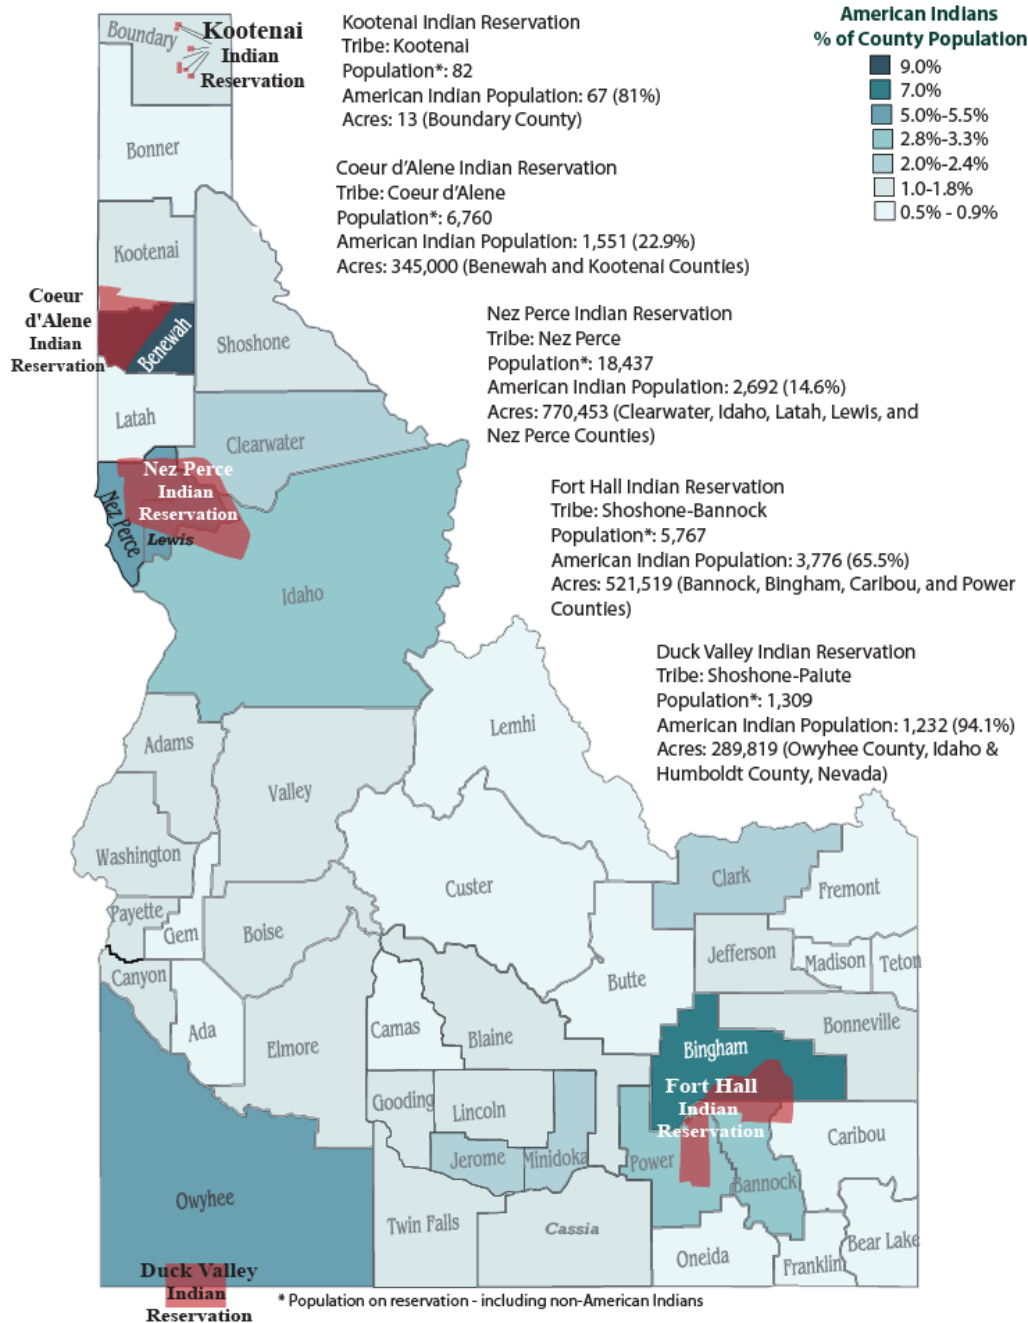 American Indians
% of County Population
9.0%
7.0%
5.0%-5.5%
2.8%-3.3%
2.0%-2.4%
1.0-1.8%
0.5% - 0.9%
Kootenai Indian Reservation
Tribe: Kootenai
Population*: 82
American Indian Population: 67 (81%)
Acres: 13 (Boundary County)
Coeur d'Alene Indian Reservation
Tribe: Coeur d'Alene
Population*: 6,760
American Indian Population: 1,551 (22.9%)
Acres: 345,000 (Benewah and Kootenai Counties)
Nez Perce Indian Reservation
Tribe: Nez Perce
Population*: 18,437
American Indian Population: 2,692 (14.6%)
Acres: 770,453 (Clearwater, Idaho, Latah, Lewis, and
Nez Perce Counties)
Fort Hall Indian Reservation
Tribe: Shoshone-Bannock
Population*: 5,767
American Indian Population: 3,776 (65.5%)
Acres: 521,519 (Bannock, Bingham, Caribou, and Power
Counties)
Duck Valley Indian Reservation
Tribe: Shoshone-Paiute
Population*: 1,309
American Indian Population: 1,232 (94.1%)
Acres: 289,819 (Owyhee County, Idaho &
Humboldt County, Nevada)
Boundary
Kootenai
Indian
Reservation
Bonner
Kootenai
Coeur
d'Alene
Indian
Reservation
Benewah
Shoshone
Latah
Clearwater
Nez Perce
Indian
Reservation
Nez Perce
Lewis
Idaho
Lemhi
Adams
Valley
Washington
Custer
Clark
Fremont
Payette
Gem
Boise
Jefferson
Madison
Teton
Canyon
Butte
Ada
Elmore
Camas
Blaine
Bonneville
Bingham
Fort Hall
Indian
Reservation
Gooding
Lincoln
Jerome
Minidoka
Power
Bannock
Caribou
Owyhee
Twin Falls
Cassia
Oneida
Franklin
Bear Lake
Duck Valley
Indian
Reservation
* Population on reservation - including non-American Indians